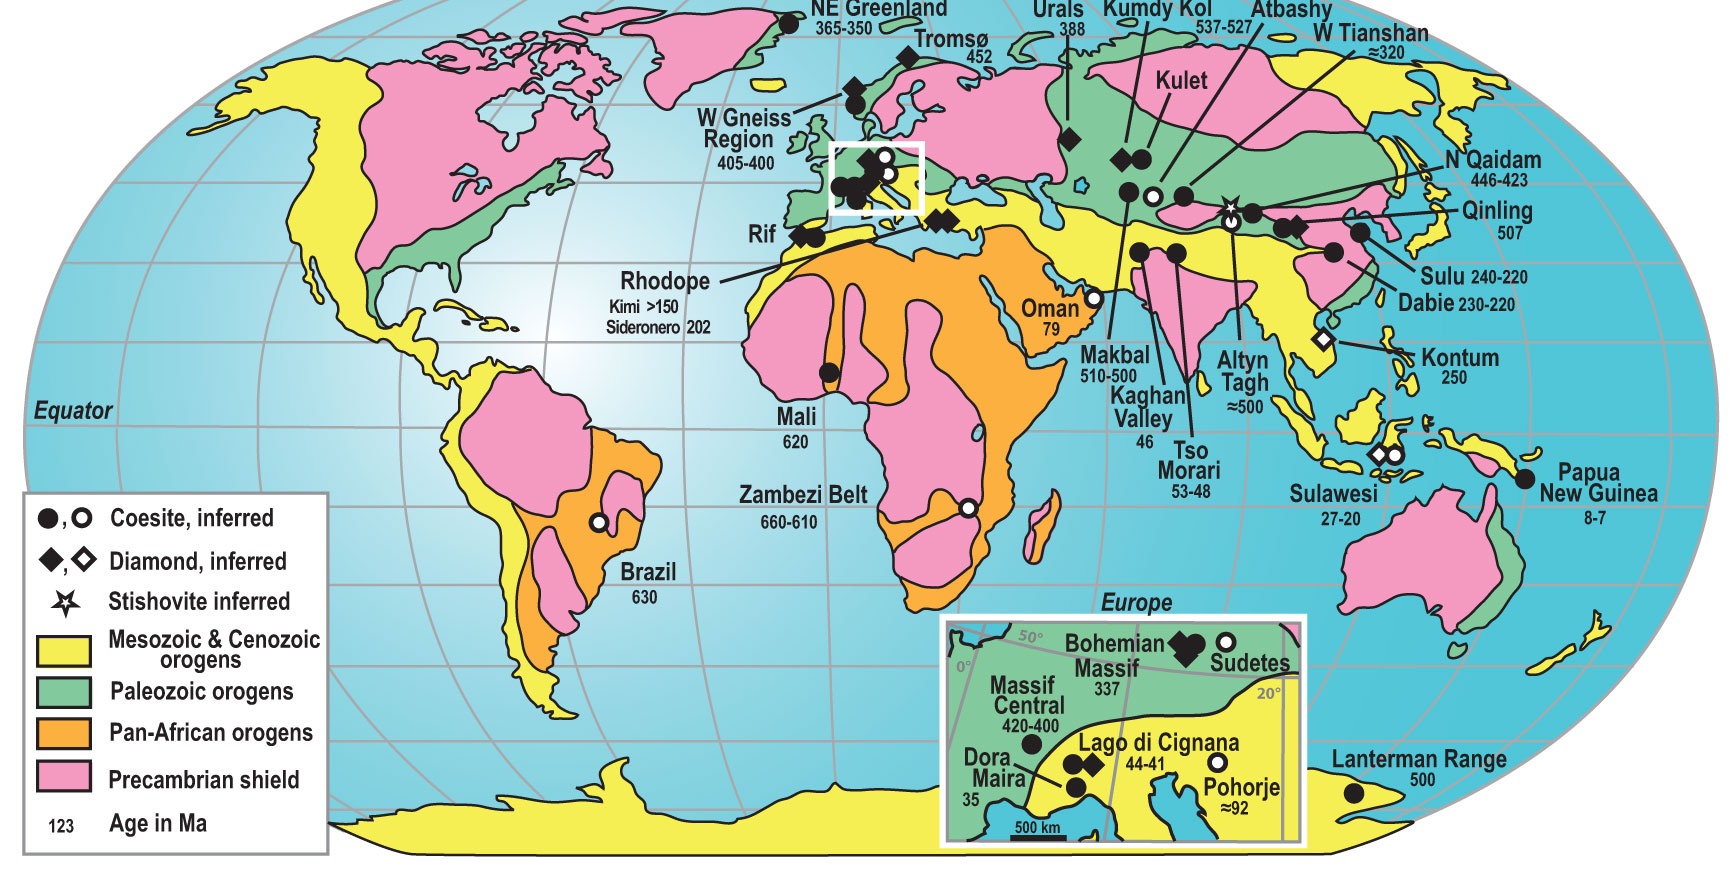 NE Greenland
365-350
Tromsø
452
Urals
388
Kumdy Kol
537-527
Atbashy
W Tianshan
≈320
Kulet
W Gneiss
Region
405-400
N Qaidam
446-423
Qinling
507
Rif
Rhodope
Kimi >150
Sideronero 202
Sulu 240-220
Dabie 230-220
Oman
79
Makbal
510-500
Kaghan
Valley
46
Altyn
Tagh
≈500
Kontum
250
Equator
Mali
620
Tso
Morari
53-48
Zambezi Belt
660-610
Sulawesi
27-20
Papua
New Guinea
8-7
Brazil
630
Europe
50°
0°
20°
Bohemian
Massif
337
Sudetes
Massif
Central
420-400
Lago di Cignana
44-41
Dora
Maira
35
Pohorje
≈92
500 km
Lanterman Range
500
, Coesite, inferred
, Diamond, inferred
Stishovite inferred
Mesozoic & Cenozoic
orogens
Paleozoic orogens
Pan-African orogens
Precambrian shield
123 Age in Ma